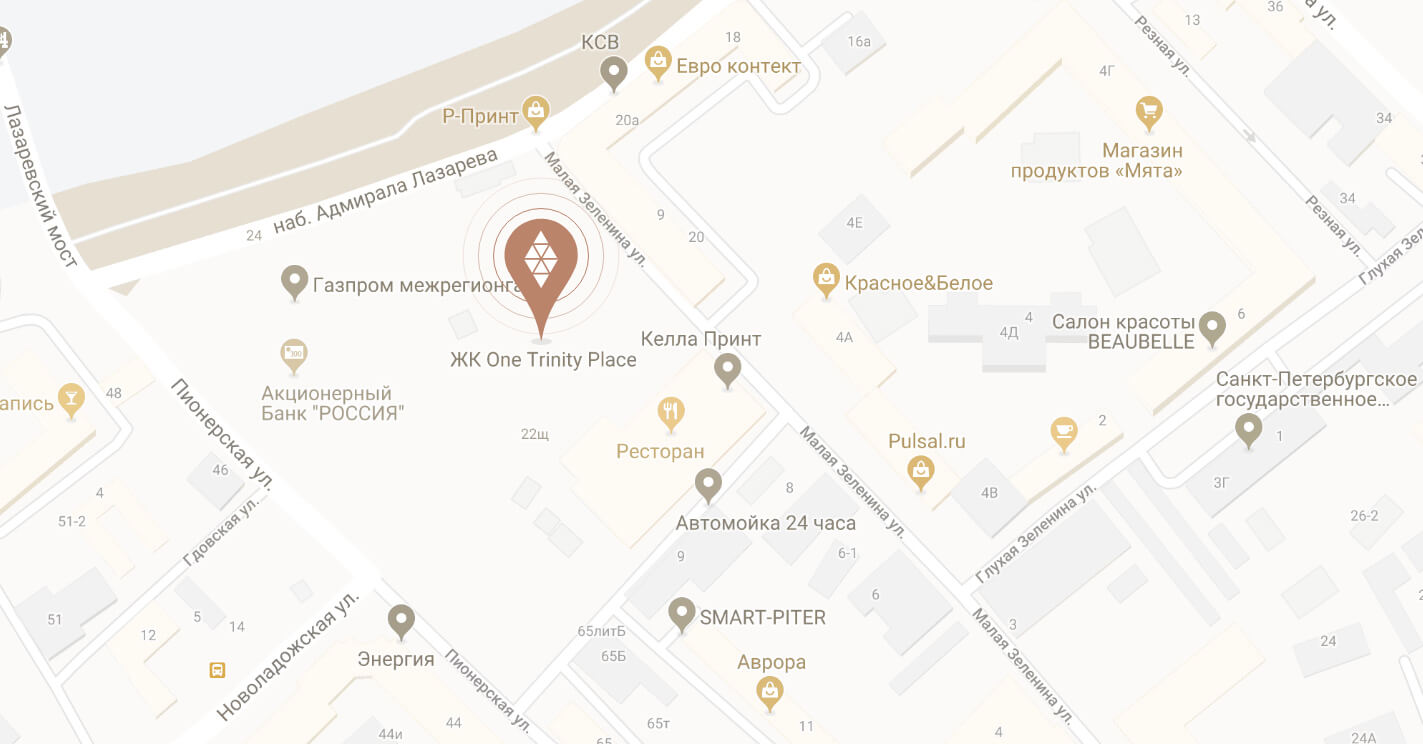 КСВ
18
16а
13
36
ул.
Резная ул.
Евро контект
4Г
Р-Принт
20а
34
Магазин
продуктов «Мята»
Лазаревский мост
наб. Адмирала Лазарева
Малая Зеленина ул.
9
20
4Е
34
Резная ул.
24
Глухая Зеле
Газпром межрегионга
Красное&Белое
4А
4
4Д
6
Салон красоты
BEAUBELLE
Келла Принт
ЖК One Trinity Place
100
Акционерный
Банк "РОССИЯ"
48
апись
Санкт-Петербургское
государственное...
Пионерская ул.
22щ
Ресторан
Малая Зеленина ул.
Pulsal.ru
2
1
46
4
51-2
Гдовская ул.
8
4В
3Г
26-2
Автомойка 24 часа
Глухая Зеленина ул.
9
6-1
6
51
5
14
12
Новоладожская ул.
Энергия
65литБ
65Б
SMART-PITER
3
Малая Зеленина ул.
24
Пионерская ул.
Аврора
44
44и
65т
11
4
24А